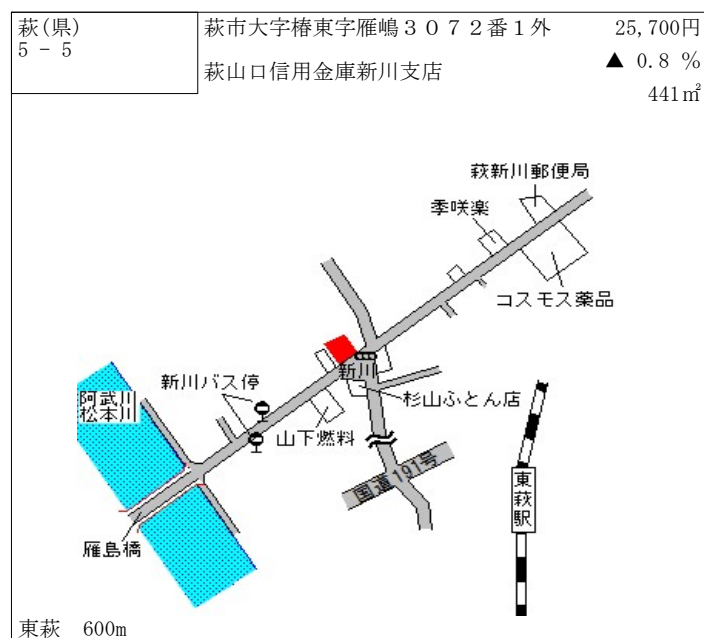 萩(県)
5 - 5
萩市大字椿東字雁嶋３０７２番１外
25,700円
萩山口信用金庫新川支店
▲ 0.8 %
441㎡
萩新川郵便局
季咲楽
コスモス薬品
新川
新川バス停
阿武川
松本川
杉山ふとん店
山下燃料
国道191号
東萩駅
雁島橋
東萩　600m